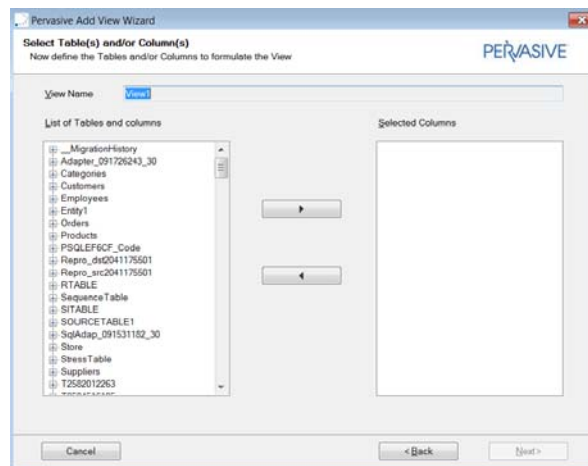 Pervasive Add View Wizard
Select Table(s) and/or Column(s)
Now define the Tables and/or Columns to formulate the View
PERVASIVE
View Name View1
List of Tables and columns
Selected Columns
__MigrationHistory
Adapter_091726243_30
Categories
Customers
Employees
Entity1
Orders
Products
PSQLEF6CF_Code
Repro_dst2041175501
Repro_src2041175501
RTABLE
SequenceTable
SITABLE
SOURCETABLE1
SqlAdap_091531182_30
Store
StressTable
Suppliers
T2582012263
Cancel
<Back
Next>